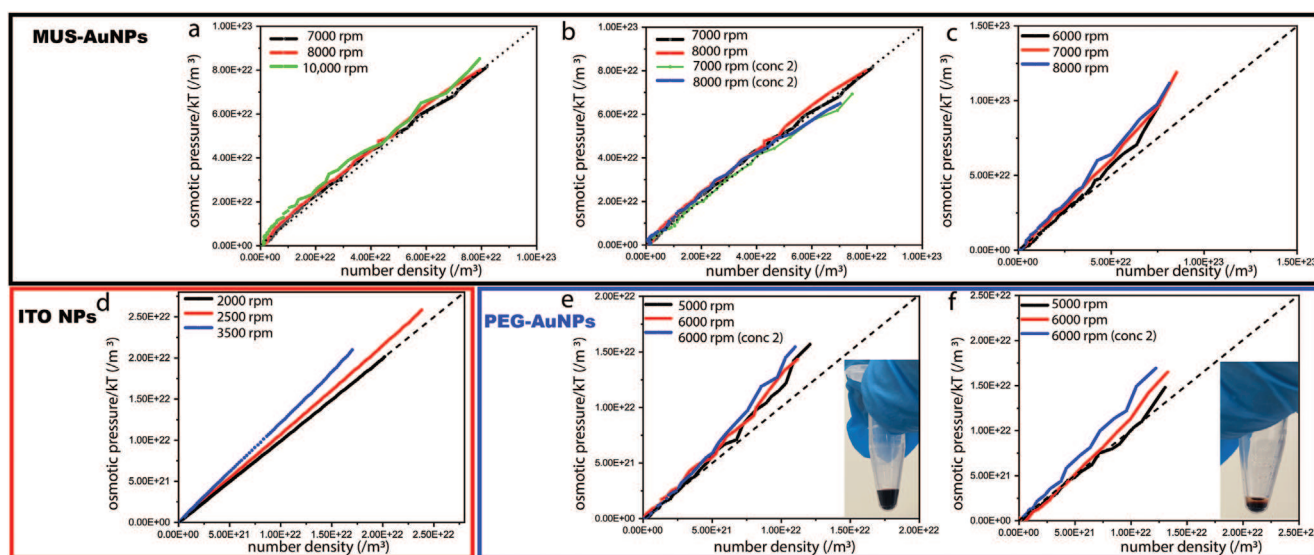 MUS-AuNPs
a
7000 rpm
8000 rpm
10,000 rpm
osmotic pressure/kT (/m³)
1.00E+23
8.00E+22
6.00E+22
4.00E+22
2.00E+22
0.00E+00
0.00E+00 2.00E+22 4.00E+22 6.00E+22 8.00E+22 1.00E+23
number density (/m³)
b
7000 rpm
8000 rpm
7000 rpm (conc 2)
8000 rpm (conc 2)
osmotic pressure/kT (/m³)
1.00E+23
8.00E+22
6.00E+22
4.00E+22
2.00E+22
0.00E+00
0.00E+00 2.00E+22 4.00E+22 6.00E+22 8.00E+22 1.00E+23
number density (/m³)
c
6000 rpm
7000 rpm
8000 rpm
osmotic pressure/kT (/m³)
1.50E+23
1.00E+23
5.00E+22
0.00E+00
0.00E+00 5.00E+22 1.00E+23 1.50E+23
number density (/m³)
ITO NPs
d
2000 rpm
2500 rpm
3500 rpm
osmotic pressure/kT (/m³)
2.50E+22
2.00E+22
1.50E+22
1.00E+22
5.00E+21
0.00E+00
0.00E+00 5.00E+21 1.00E+22 1.50E+22 2.00E+22 2.50E+22
number density (/m³)
PEG-AuNPs
e
5000 rpm
6000 rpm
6000 rpm (conc 2)
osmotic pressure/kT (/m³)
2.00E+22
1.50E+22
1.00E+22
5.00E+21
0.00E+00
0.00E+00 5.00E+21 1.00E+22 1.50E+22 2.00E+22
number density (/m³)
f
5000 rpm
6000 rpm
6000 rpm (conc 2)
osmotic pressure/kT (/m³)
2.00E+22
1.50E+22
1.00E+22
5.00E+21
0.00E+00
0.00E+00 5.00E+21 1.00E+22 1.50E+22 2.00E+22
number density (/m³)